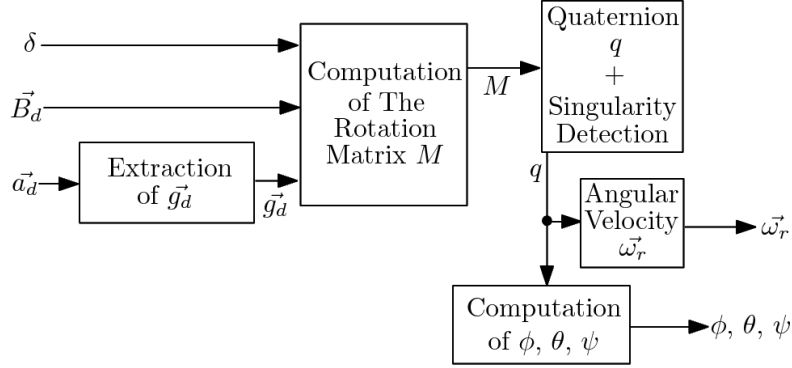 δ
B⃗_d
a⃗_d
Extraction
of g⃗_d
g⃗_d
Computation
of The
Rotation
Matrix M
M
Quaternion
q
+
Singularity
Detection
q
Angular
Velocity
ω⃗_r
ω⃗_r
Computation
of ϕ, θ, ψ
ϕ, θ, ψ